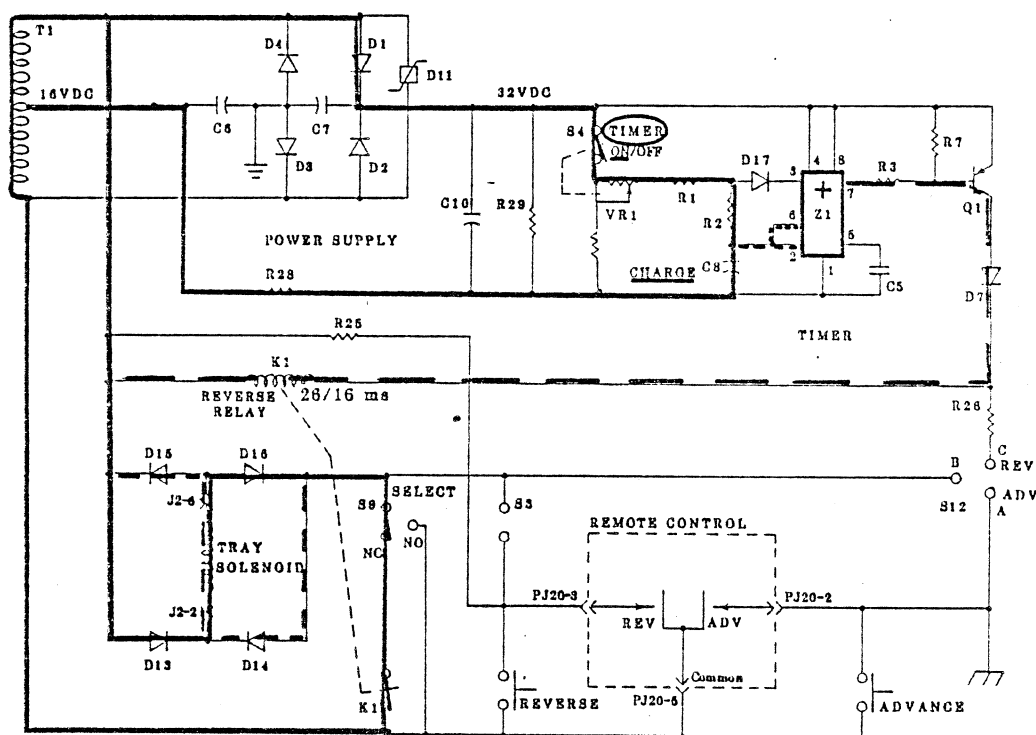 T1
D4
D1
D11
16VDC
32VDC
C6
C7
S4
TIMER
ON/OFF
R7
D17
3
4
8
R3
7
D3
D2
C10
R29
VR1
R1
R2
6
Z1
Q1
2
5
POWER SUPPLY
1
R28
CHARGE
C8
C5
D7
R25
TIMER
K1
REVERSE
RELAY
26/16 ms
R26
C
REV
D15
D16
B
J2-6
SELECT
S9
S3
S12
ADV
A
NC
NO
REMOTE CONTROL
TRAY
SOLENOID
J2-2
PJ20-3
PJ20-2
REV
ADV
D13
D14
K1
REVERSE
Common
PJ20-5
ADVANCE